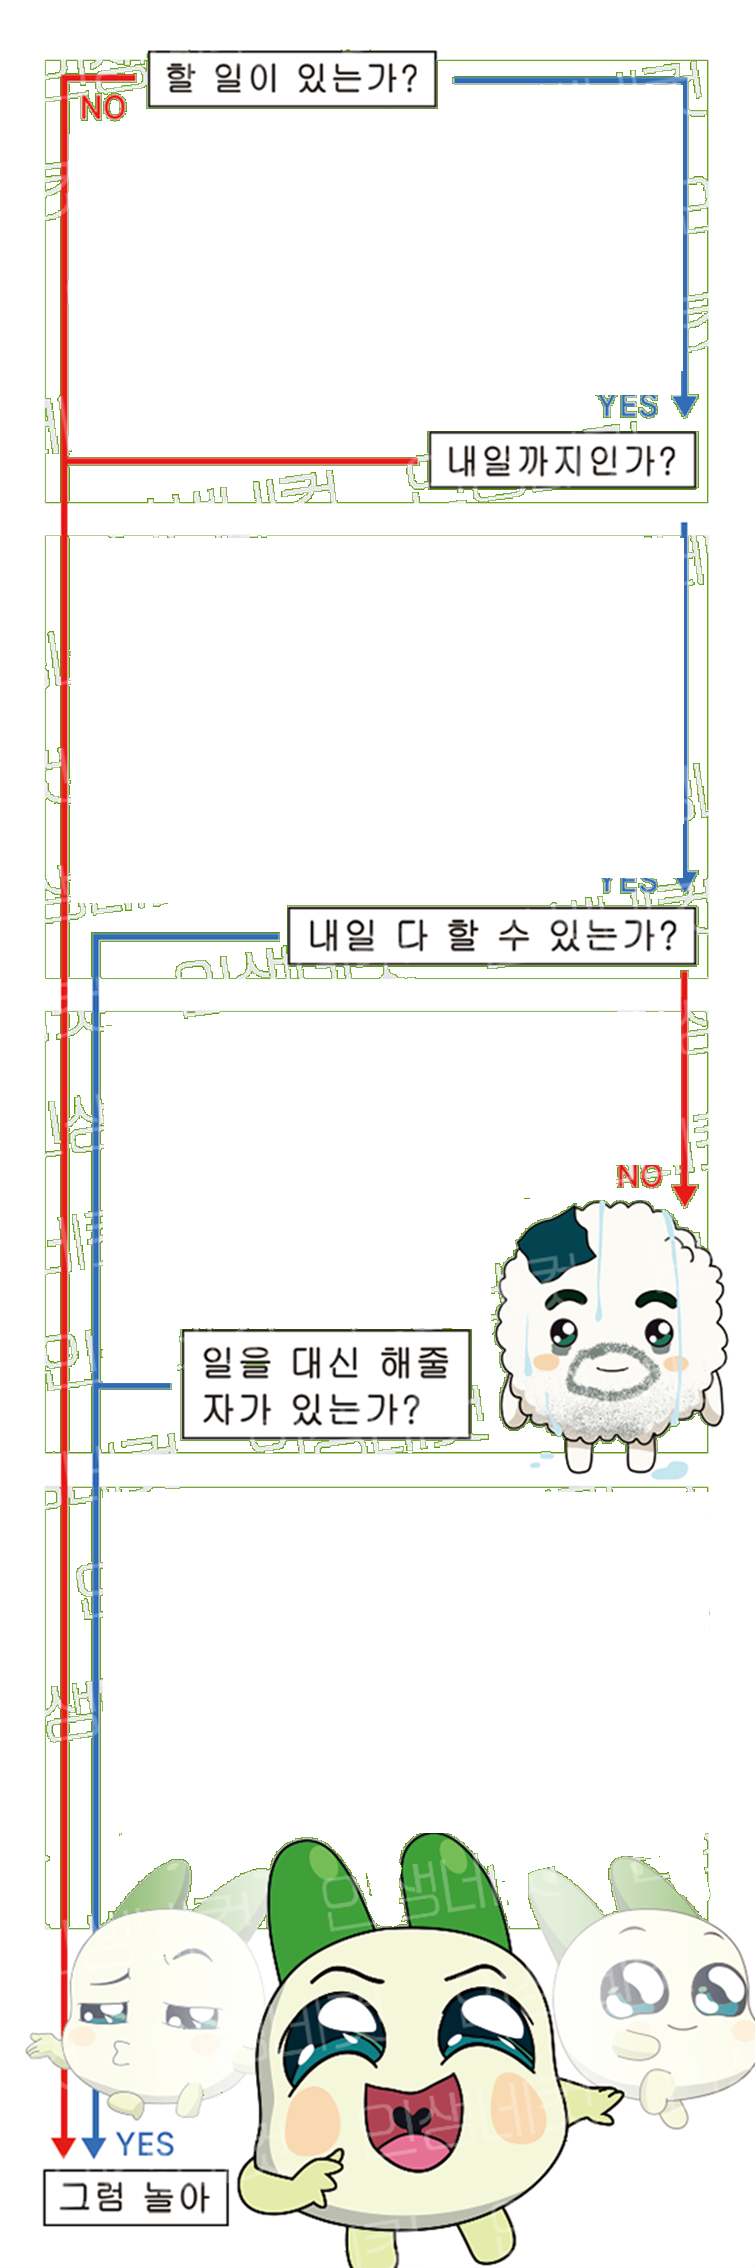 할 일이 있는가?
NO
YES
내일까지인가?
YES
내일 다 할 수 있는가?
NO
일을 대신 해줄
자가 있는가?
YES
그럼 놀아